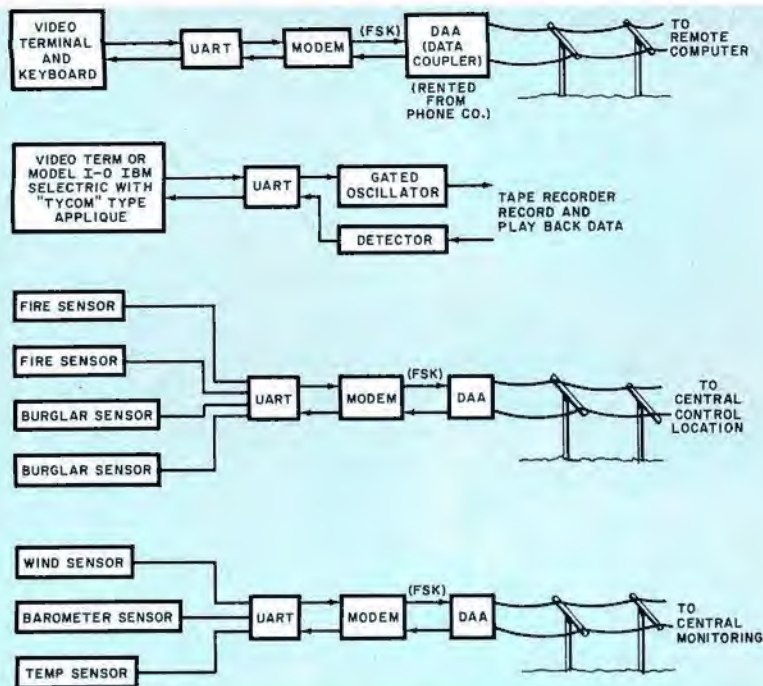 VIDEO
TERMINAL
AND
KEYBOARD
UART
MODEM
(FSK)
DAA
(DATA
COUPLER)
(RENTED
FROM
PHONE CO.)
TO
REMOTE
COMPUTER
VIDEO TERM OR
MODEL I-O IBM
SELECTRIC WITH
"TYCOM" TYPE
APPLIQUE
UART
GATED
OSCILLATOR
DETECTOR
TAPE RECORDER
RECORD AND
PLAY BACK DATA
FIRE SENSOR
FIRE SENSOR
BURGLAR SENSOR
BURGLAR SENSOR
UART
MODEM
(FSK)
DAA
TO
CENTRAL
CONTROL
LOCATION
WIND SENSOR
BAROMETER SENSOR
TEMP SENSOR
UART
MODEM
(FSK)
DAA
TO
CENTRAL
MONITORING